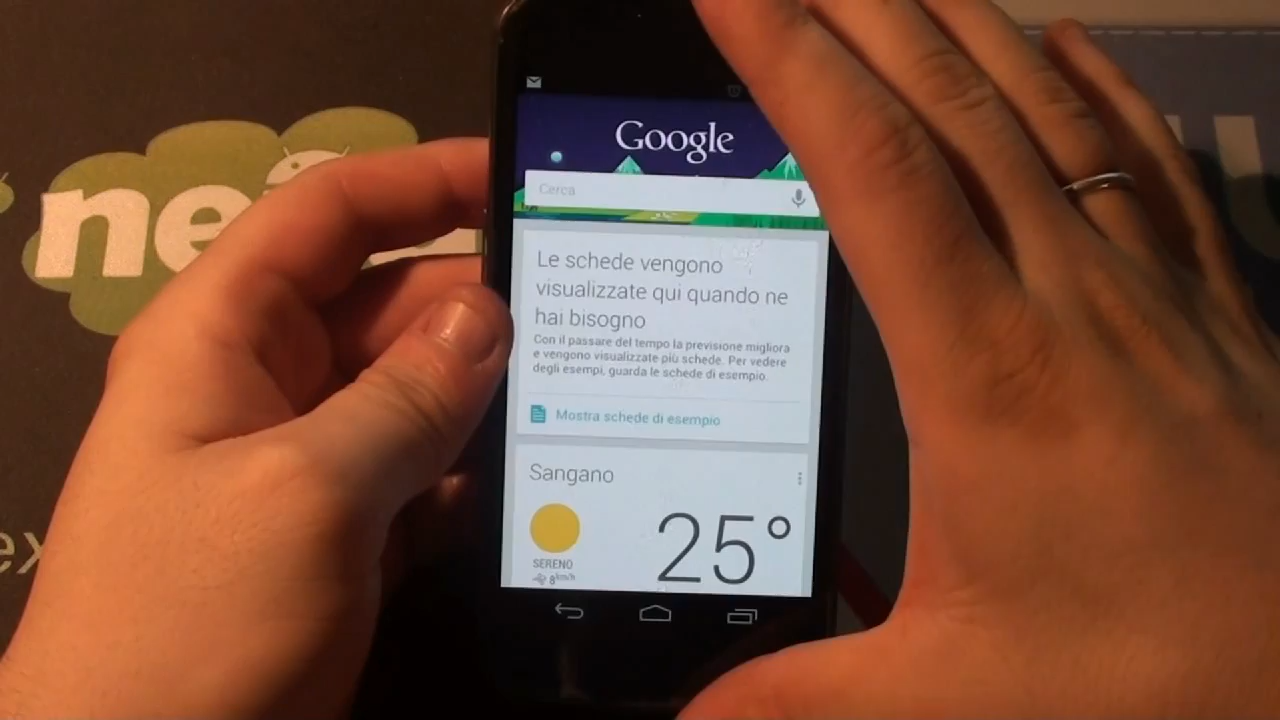 Google
Cerca
Le schede vengono
visualizzate qui quando ne
hai bisogno
Con il passare del tempo la previsione migliora
e vengono visualizzate più schede. Per vedere
degli esempi, guarda le schede di esempio.
Mostra schede di esempio
Sangano
25°
SERENO
8km/h
ne
ex